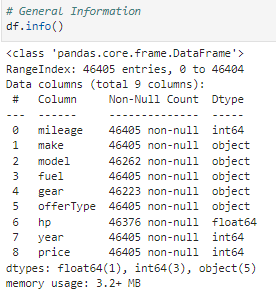 # General Information
df.info()
<class 'pandas.core.frame.DataFrame'>
RangeIndex: 46405 entries, 0 to 46404
Data columns (total 9 columns):
 #   Column     Non-Null Count  Dtype
---  ------     --------------  -----
 0   mileage    46405 non-null  int64
 1   make       46405 non-null  object
 2   model      46262 non-null  object
 3   fuel       46405 non-null  object
 4   gear       46223 non-null  object
 5   offerType  46405 non-null  object
 6   hp         46376 non-null  float64
 7   year       46405 non-null  int64
 8   price      46405 non-null  int64
dtypes: float64(1), int64(3), object(5)
memory usage: 3.2+ MB